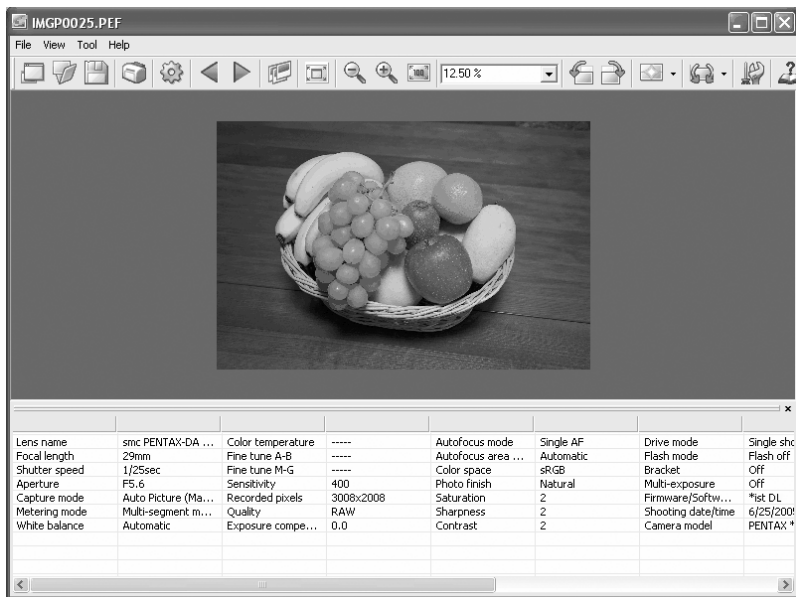 IMGP0025.PEF
File View Tool Help
100 12.50 %
Lens name smc PENTAX-DA ... Color temperature ----- Autofocus mode Single AF Drive mode Single sho
Focal length 29mm Fine tune A-B ----- Autofocus area ... Automatic Flash mode Flash off
Shutter speed 1/25sec Fine tune M-G ----- Color space sRGB Bracket Off
Aperture F5.6 Sensitivity 400 Photo finish Natural Multi-exposure Off
Capture mode Auto Picture (Ma... Recorded pixels 3008x2008 Saturation 2 Firmware/Softw... *ist DL
Metering mode Multi-segment m... Quality RAW Sharpness 2 Shooting date/time 6/25/2005
White balance Automatic Exposure compe... 0.0 Contrast 2 Camera model PENTAX *